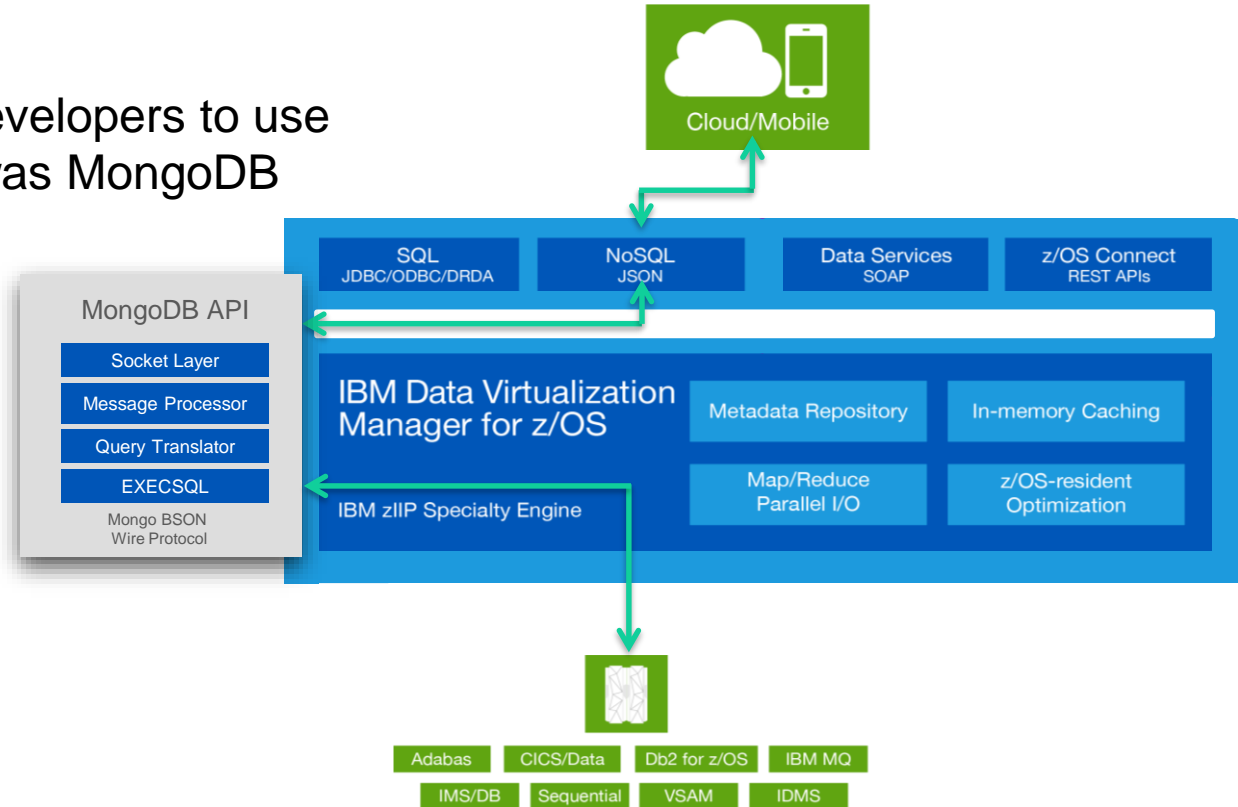 Cloud/Mobile
evelopers to use
as MongoDB
SQL
JDBC/ODBC/DRDA
NoSQL
JSON
Data Services
SOAP
z/OS Connect
REST APIs
MongoDB API
Socket Layer
Message Processor
Query Translator
EXECSQL
Mongo BSON
Wire Protocol
IBM Data Virtualization
Manager for z/OS
IBM zIIP Specialty Engine
Metadata Repository
In-memory Caching
Map/Reduce
Parallel I/O
z/OS-resident
Optimization
Adabas
CICS/Data
Db2 for z/OS
IBM MQ
IMS/DB
Sequential
VSAM
IDMS